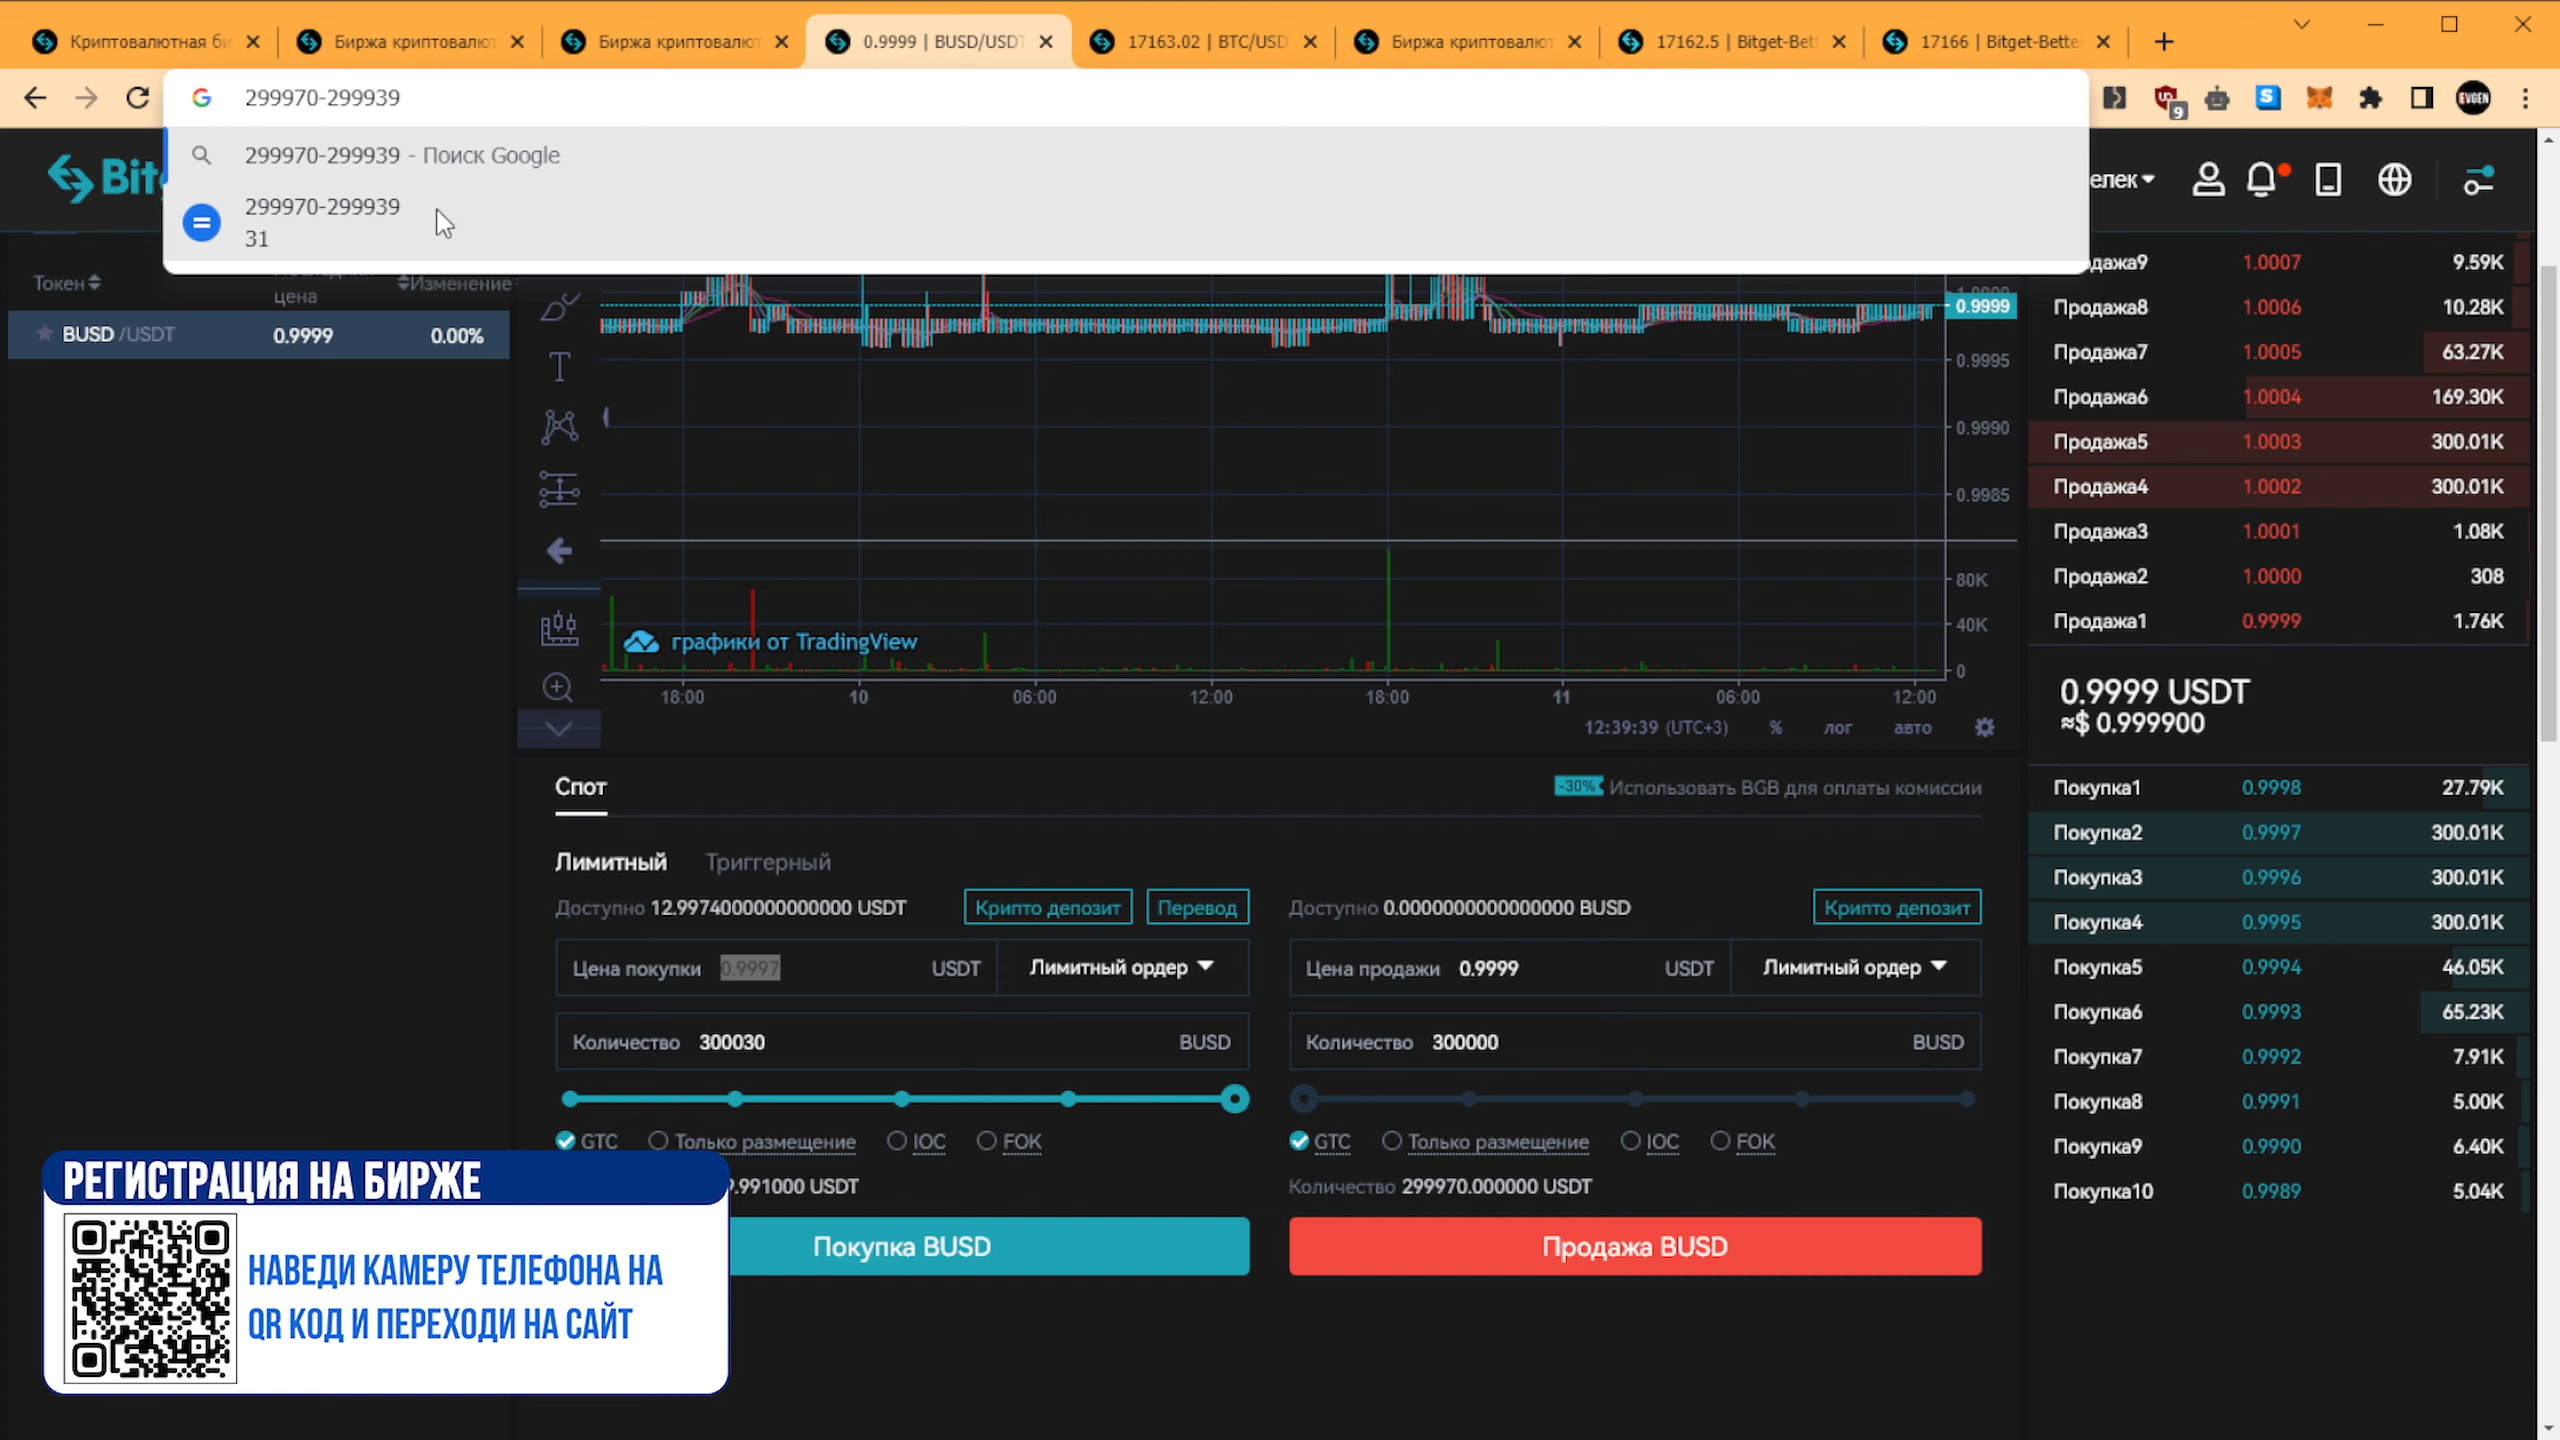 Криптовалютная би
Биржа криптовалют
Биржа криптовалют
0.9999 | BUSD/USDT
17163.02 | BTC/USD
Биржа криптовалют
17162.5 | Bitget-Bett
17166 | Bitget-Bette
299970-299939
9
EVGEN
299970-299939 - Поиск Google
299970-299939
31
елек
Токен
цена
Изменение
BUSD /USDT 0.9999 0.00%
0.9999
0.9995
0.9990
0.9985
80K
40K
0
графики от TradingView
18:00 10 06:00 12:00 18:00 11 06:00 12:00
12:39:39 (UTC+3) % лог авто
Продажа9 1.0007 9.59K
Продажа8 1.0006 10.28K
Продажа7 1.0005 63.27K
Продажа6 1.0004 169.30K
Продажа5 1.0003 300.01K
Продажа4 1.0002 300.01K
Продажа3 1.0001 1.08K
Продажа2 1.0000 308
Продажа1 0.9999 1.76K
0.9999 USDT
≈$ 0.999900
Покупка1 0.9998 27.79K
Покупка2 0.9997 300.01K
Покупка3 0.9996 300.01K
Покупка4 0.9995 300.01K
Покупка5 0.9994 46.05K
Покупка6 0.9993 65.23K
Покупка7 0.9992 7.91K
Покупка8 0.9991 5.00K
Покупка9 0.9990 6.40K
Покупка10 0.9989 5.04K
Спот
-30% Использовать BGB для оплаты комиссии
Лимитный Триггерный
Доступно 12.9974000000000000 USDT Крипто депозит Перевод
Цена покупки 0.9997 USDT Лимитный ордер
Количество 300030 BUSD
GTC Только размещение IOC FOK
9.991000 USDT
Покупка BUSD
Доступно 0.0000000000000000 BUSD Крипто депозит
Цена продажи 0.9999 USDT Лимитный ордер
Количество 300000 BUSD
GTC Только размещение IOC FOK
Количество 299970.000000 USDT
Продажа BUSD
РЕГИСТРАЦИЯ НА БИРЖЕ
НАВЕДИ КАМЕРУ ТЕЛЕФОНА НА
QR КОД И ПЕРЕХОДИ НА САЙТ